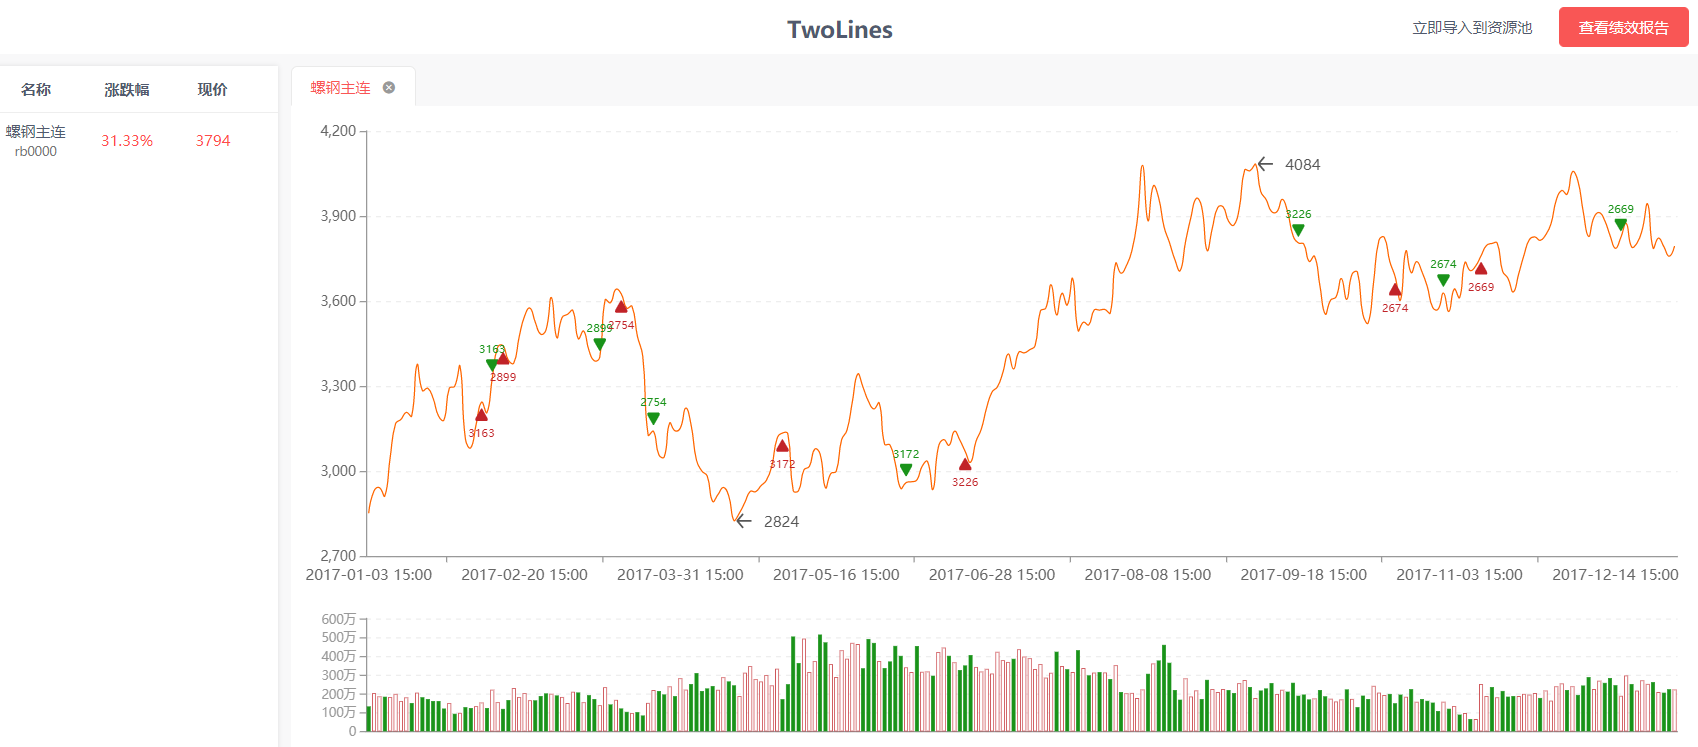 TwoLines
立即导入到资源池
查看绩效报告
名称 涨跌幅 现价
螺钢主连
rb0000
31.33% 3794
螺钢主连
4,200
3,900
3,600
3,300
3,000
2,700
4084
3226
2669
2674
2669
2674
2899
2754
3163
2899
2754
3163
3172
3172
3226
2824
2017-01-03 15:00 2017-02-20 15:00 2017-03-31 15:00 2017-05-16 15:00 2017-06-28 15:00 2017-08-08 15:00 2017-09-18 15:00 2017-11-03 15:00 2017-12-14 15:00
600万
500万
400万
300万
200万
100万
0